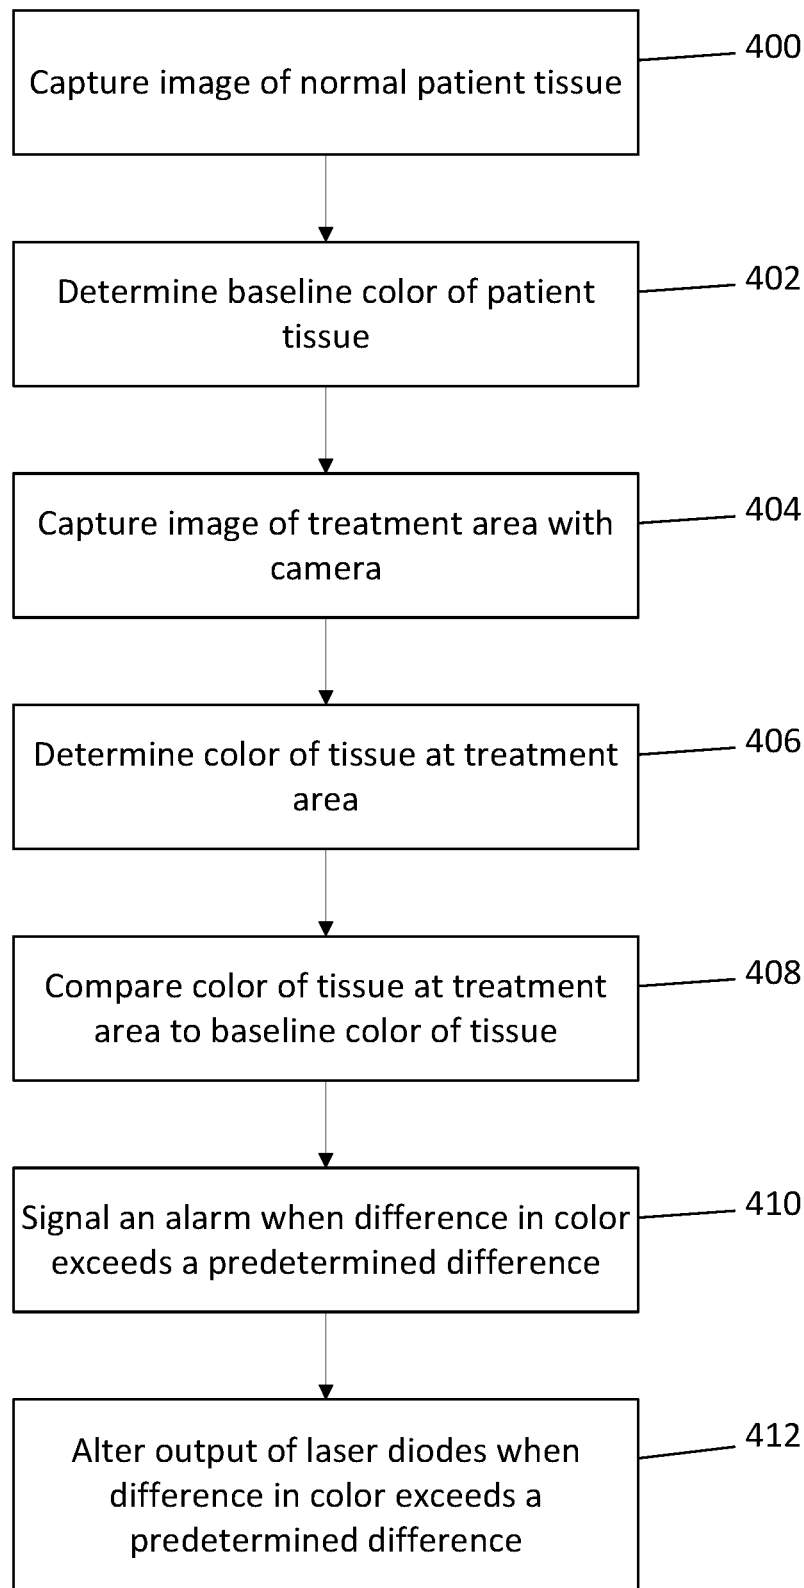 Capture image of normal patient tissue
400
Determine baseline color of patient
tissue
402
Capture image of treatment area with
camera
404
Determine color of tissue at treatment
area
406
Compare color of tissue at treatment
area to baseline color of tissue
408
Signal an alarm when difference in color
exceeds a predetermined difference
410
Alter output of laser diodes when
difference in color exceeds a
predetermined difference
412